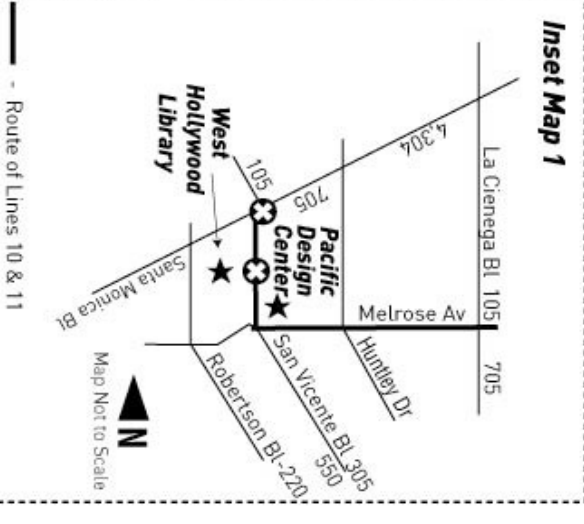 Inset Map 1
La Cienega Bl 105 705
4,304
705
105
Melrose Av
Huntley Dr
Pacific
Design
Center
West
Hollywood
Library
San Vicente Bl 305
550
Robertson Bl-220
Santa Monica Bl
N
Map Not to Scale
- Route of Lines 10 & 11